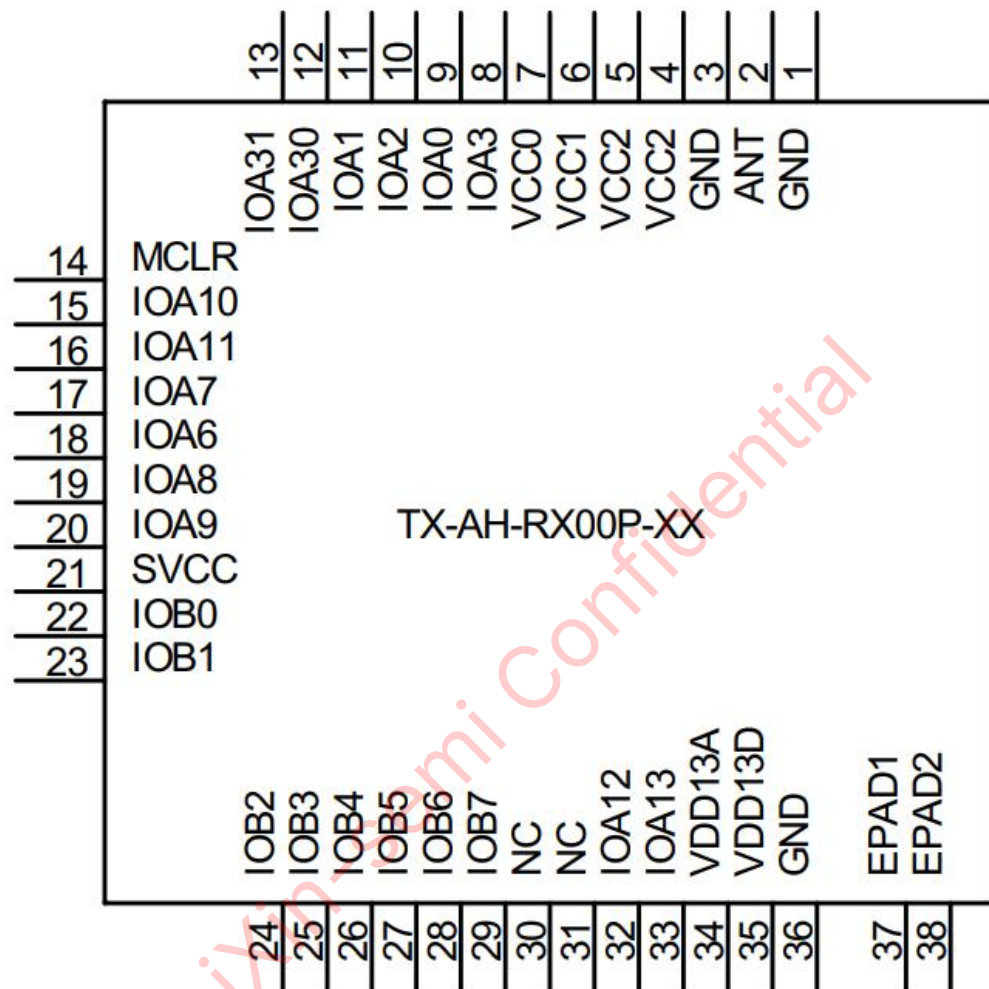 13 12 11 10 9 8 7 6 5 4 3 2 1
IOA31 IOA30 IOA1 IOA2 IOA0 IOA3 VCC0 VCC1 VCC2 VCC2 GND ANT GND
14 MCLR
15 IOA10
16 IOA11
17 IOA7
18 IOA6
19 IOA8
20 IOA9
21 SVCC
22 IOB0
23 IOB1
TX-AH-RX00P-XX
IOB2 IOB3 IOB4 IOB5 IOB6 IOB7 NC NC IOA12 IOA13 VDD13A VDD13D GND EPAD1 EPAD2
24 25 26 27 28 29 30 31 32 33 34 35 36 37 38
iXin-semi Confidential